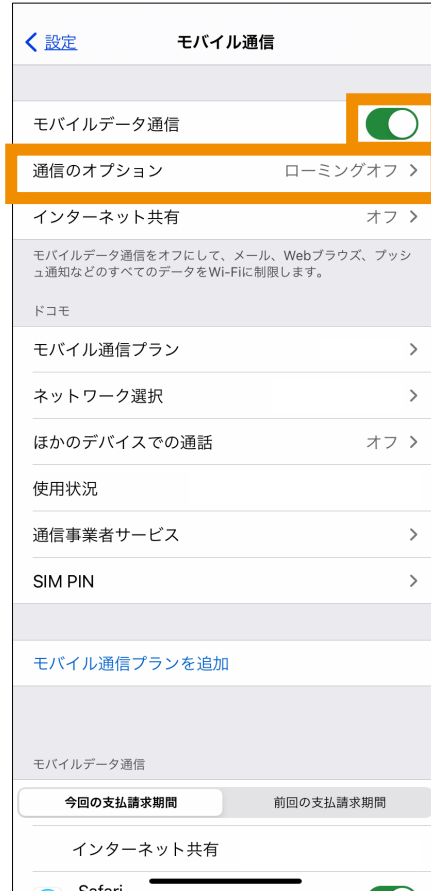 設定
モバイル通信
モバイルデータ通信
通信のオプション ローミングオフ
インターネット共有 オフ
モバイルデータ通信をオフにして、メール、Webブラウズ、プッシ
ュ通知などのすべてのデータをWi-Fiに制限します。
ドコモ
モバイル通信プラン
ネットワーク選択
ほかのデバイスでの通話 オフ
使用状況
通信事業者サービス
SIM PIN
モバイル通信プランを追加
モバイルデータ通信
今回の支払請求期間 前回の支払請求期間
インターネット共有
Safari